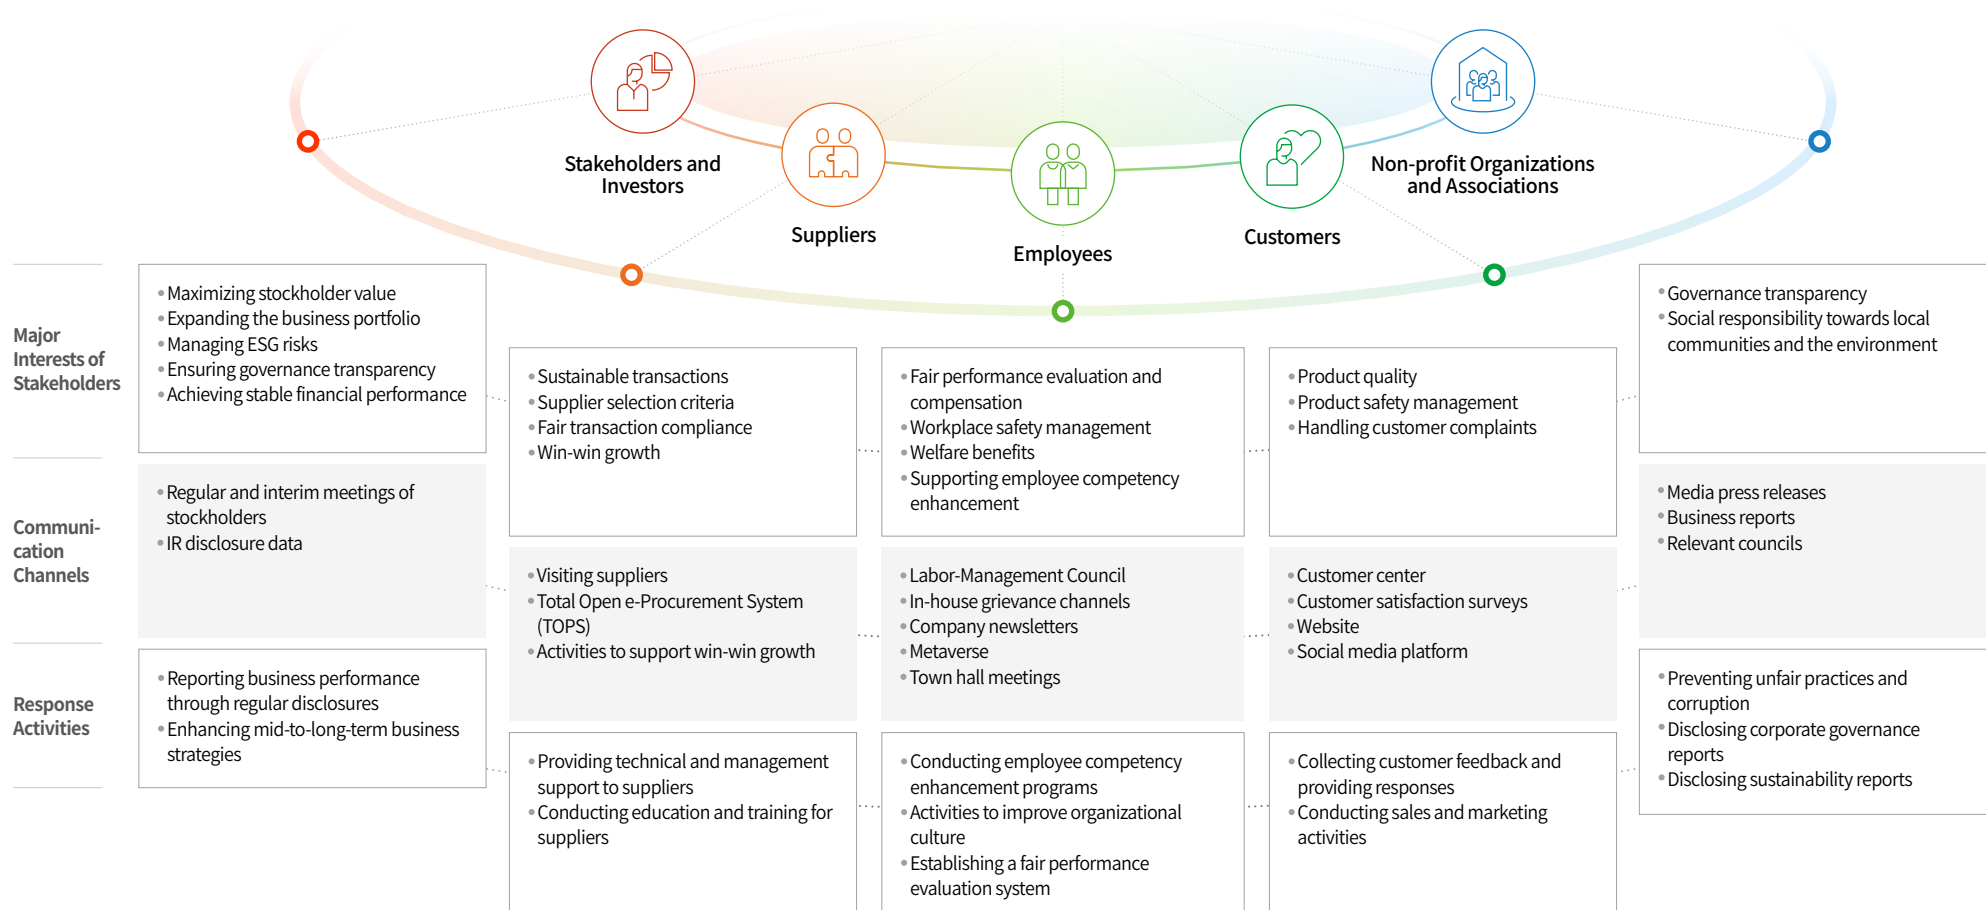 Stakeholders and
Investors
Suppliers
Employees
Customers
Non-profit Organizations
and Associations
Major
Interests of
Stakeholders
• Maximizing stockholder value
• Expanding the business portfolio
• Managing ESG risks
• Ensuring governance transparency
• Achieving stable financial performance
• Sustainable transactions
• Supplier selection criteria
• Fair transaction compliance
• Win-win growth
• Fair performance evaluation and
compensation
• Workplace safety management
• Welfare benefits
• Supporting employee competency
enhancement
• Product quality
• Product safety management
• Handling customer complaints
• Governance transparency
• Social responsibility towards local
communities and the environment
Communi-
cation
Channels
• Regular and interim meetings of
stockholders
• IR disclosure data
• Visiting suppliers
• Total Open e-Procurement System
(TOPS)
• Activities to support win-win growth
• Labor-Management Council
• In-house grievance channels
• Company newsletters
• Metaverse
• Town hall meetings
• Customer center
• Customer satisfaction surveys
• Website
• Social media platform
• Media press releases
• Business reports
• Relevant councils
Response
Activities
• Reporting business performance
through regular disclosures
• Enhancing mid-to-long-term business
strategies
• Providing technical and management
support to suppliers
• Conducting education and training for
suppliers
• Conducting employee competency
enhancement programs
• Activities to improve organizational
culture
• Establishing a fair performance
evaluation system
• Collecting customer feedback and
providing responses
• Conducting sales and marketing
activities
• Preventing unfair practices and
corruption
• Disclosing corporate governance
reports
• Disclosing sustainability reports